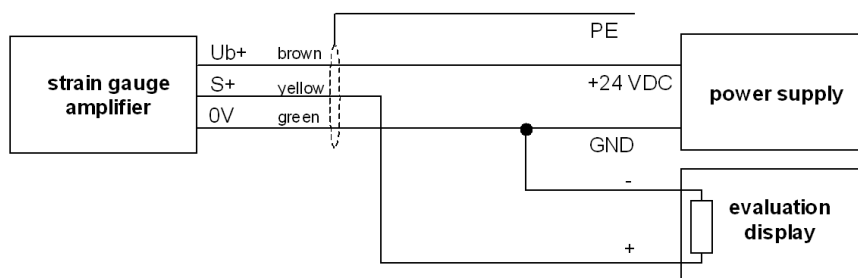 PE
Ub+ brown
strain gauge
amplifier
S+ yellow
+24 VDC
power supply
0V green
GND
-
evaluation
display
+